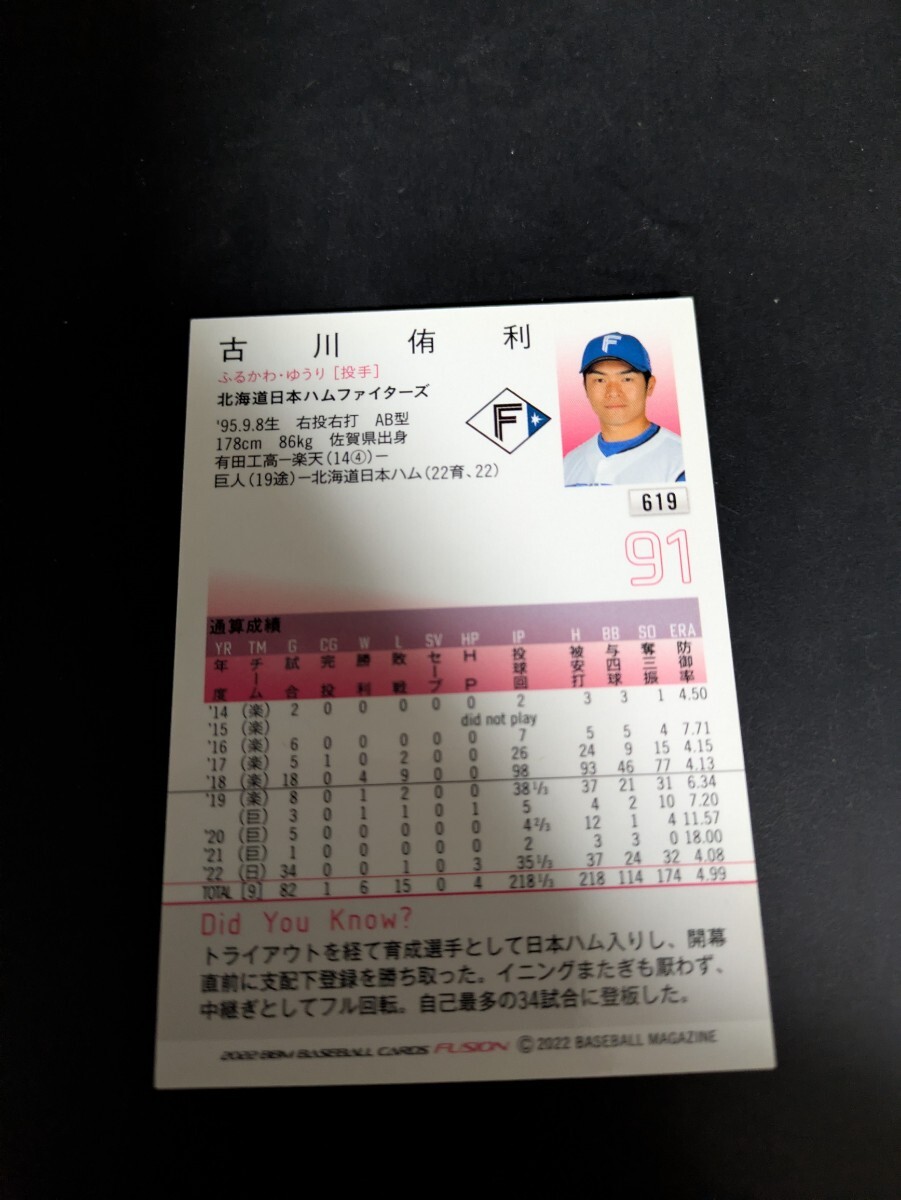 古川侑利
ふるかわ・ゆうり[投手]
北海道日本ハムファイターズ
'95.9.8生 右投右打 AB型
178cm 86kg 佐賀県出身
有田工高ー楽天(14④)ー
巨人(19途)ー北海道日本ハム(22育、22)
F
F
619
91
通算成績
YR TM G CG W L SV HP IP H BB SO ERA
年度 チーム 試合 完投 勝利 敗戦 セーブ HP 投球回 被安打 与四球 奪三振 防御率
'14 (楽) 2 0 0 0 0 0 2 3 3 1 4.50
'15 (楽) did not play
'16 (楽) 6 0 0 0 0 0 7 5 5 4 7.71
'17 (楽) 5 1 0 2 0 0 26 24 9 15 4.15
'18 (楽) 18 0 4 9 0 0 98 93 46 77 4.13
'19 (楽) 8 0 1 2 0 0 38 1/3 37 21 31 6.34
(巨) 3 0 1 1 0 1 5 4 2 10 7.20
'20 (巨) 5 0 0 0 0 0 4 2/3 12 1 4 11.57
'21 (巨) 1 0 0 0 0 0 2 3 3 0 18.00
'22 (日) 34 0 0 1 0 3 35 1/3 37 24 32 4.08
TOTAL [9] 82 1 6 15 0 4 218 1/3 218 114 174 4.99
Did You Know?
トライアウトを経て育成選手として日本ハム入りし、開幕
直前に支配下登録を勝ち取った。イニングまたぎも厭わず、
中継ぎとしてフル回転。自己最多の34試合に登板した。
2022 BBM BASEBALL CARDS FUSION © 2022 BASEBALL MAGAZINE